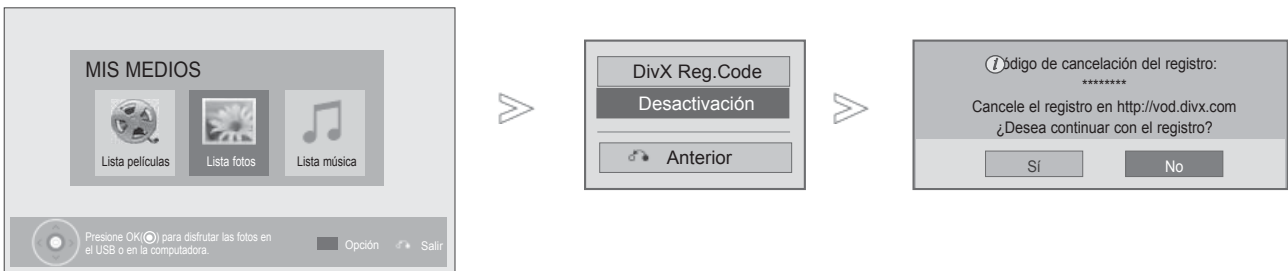 MIS MEDIOS
Lista películas
Lista fotos
Lista música
Presione OK(◉) para disfrutar las fotos en
el USB o en la computadora.
Opción
Salir
DivX Reg.Code
Desactivación
Anterior
ódigo de cancelación del registro:
********
Cancele el registro en http://vod.divx.com
¿Desea continuar con el registro?
Sí
No